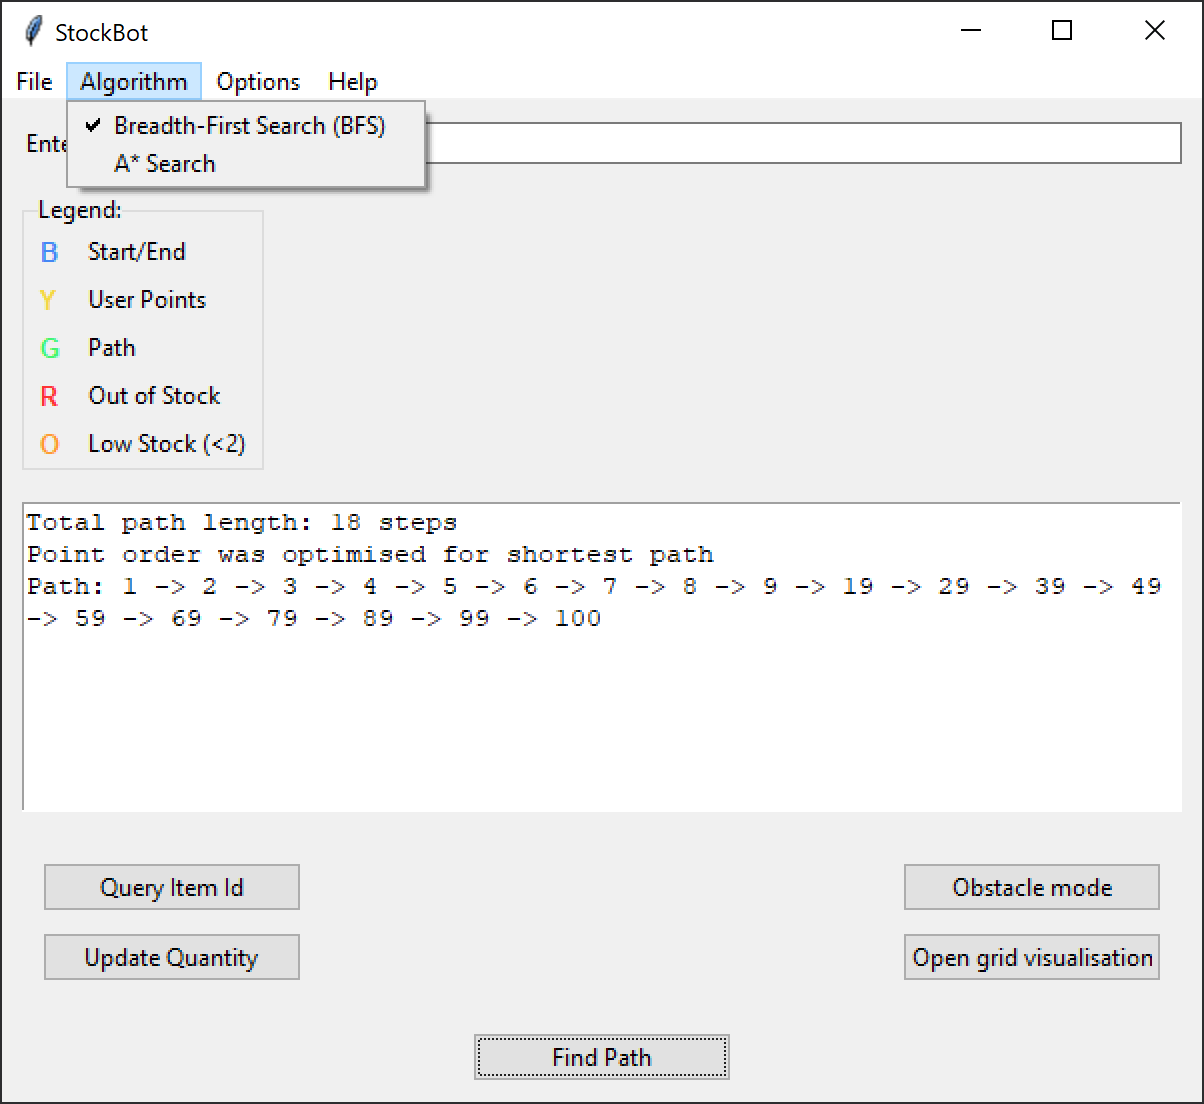 StockBot
File Algorithm Options Help
Breadth-First Search (BFS)
A* Search
Legend:
B Start/End
Y User Points
G Path
R Out of Stock
O Low Stock (<2)
Total path length: 18 steps
Point order was optimised for shortest path
Path: 1 -> 2 -> 3 -> 4 -> 5 -> 6 -> 7 -> 8 -> 9 -> 19 -> 29 -> 39 -> 49
-> 59 -> 69 -> 79 -> 89 -> 99 -> 100
Query Item Id
Obstacle mode
Update Quantity
Open grid visualisation
Find Path